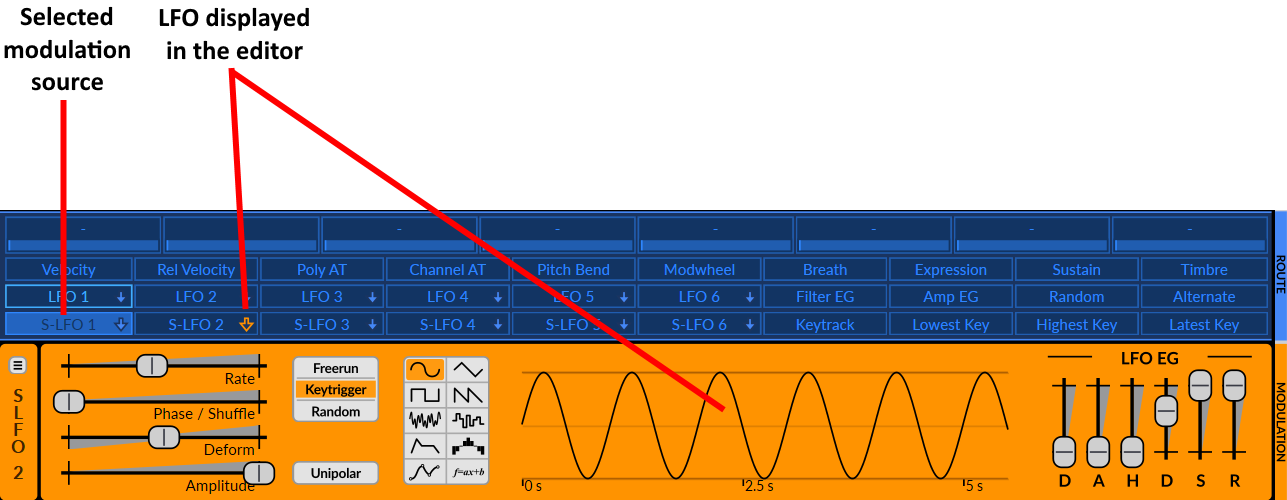 Selected
modulation
source
LFO displayed
in the editor
- - - - - - -
Velocity Rel Velocity Poly AT Channel AT Pitch Bend Modwheel Breath Expression Sustain Timbre
LFO 1 LFO 2 LFO 3 LFO 4 LFO 5 LFO 6 Filter EG Amp EG Random Alternate
S-LFO 1 S-LFO 2 S-LFO 3 S-LFO 4 S-LFO 5 S-LFO 6 Keytrack Lowest Key Highest Key Latest Key
ROUTE
SLFO 2
Rate
Phase / Shuffle
Deform
Amplitude
Freerun
Keytrigger
Random
Unipolar
f=ax+b
0 s 2.5 s 5 s
LFO EG
D A H D S R
MODULATION